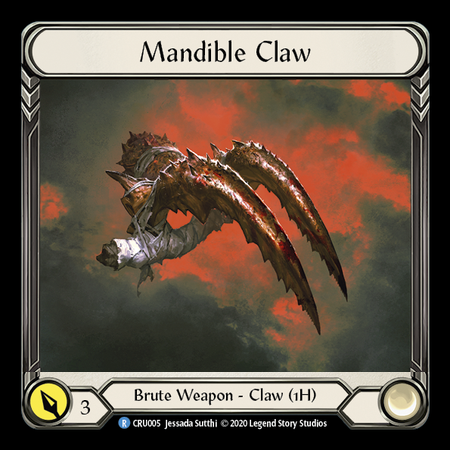 Mandible Claw
3
Brute Weapon - Claw (1H)
R CRU005 Jessada Sutthi © 2020 Legend Story Studios